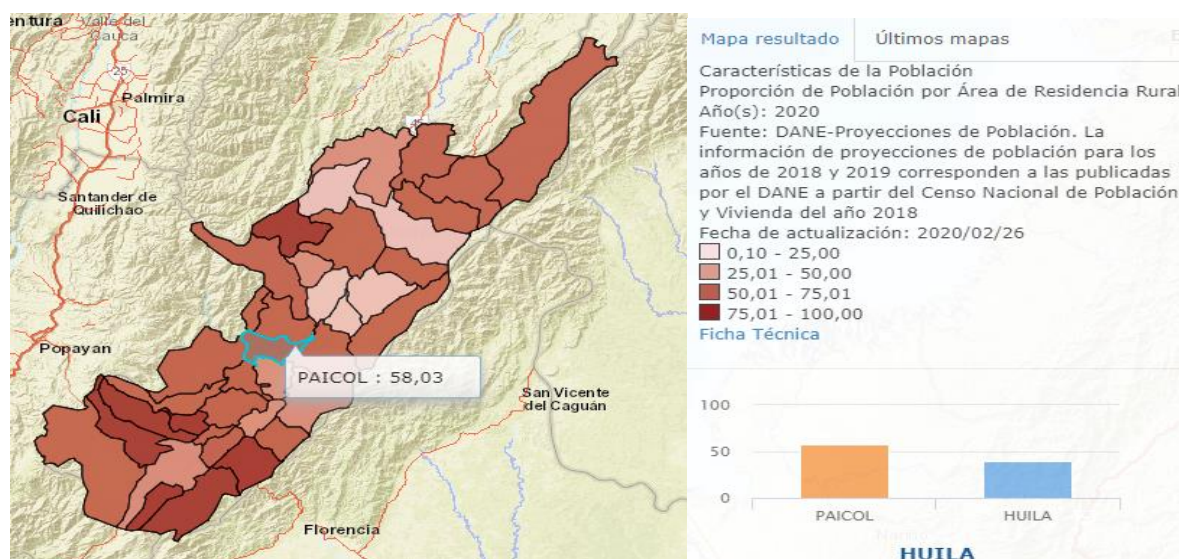 entura
Valle del
Cauca
25
Palmira
Cali
45
Santander de
Quilichao
Popayan
PAICOL : 58,03
San Vicente
del Caguán
Florencia
Mapa resultado
Últimos mapas
Características de la Población
Proporción de Población por Área de Residencia Rural
Año(s): 2020
Fuente: DANE-Proyecciones de Población. La
información de proyecciones de población para los
años de 2018 y 2019 corresponden a las publicadas
por el DANE a partir del Censo Nacional de Población
y Vivienda del año 2018
Fecha de actualización: 2020/02/26
0,10 - 25,00
25,01 - 50,00
50,01 - 75,01
75,01 - 100,00
Ficha Técnica
100
50
0
PAICOL
HUILA
HUILA